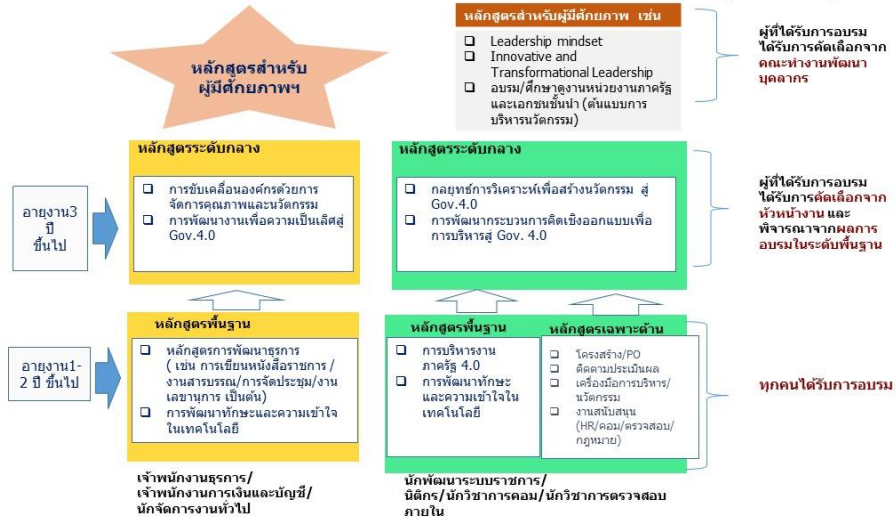 หลักสูตรสำหรับ
ผู้มีศักยภาพฯ
หลักสูตรสำหรับผู้มีศักยภาพ เช่น
❑ Leadership mindset
❑ Innovative and
Transformational Leadership
❑ อบรม/ศึกษาดูงานหน่วยงานภาครัฐ
และเอกชนชั้นนำ (ต้นแบบการ
บริหารนวัตกรรม)
ผู้ที่ได้รับการอบรม
ได้รับการคัดเลือกจาก
คณะทำงานพัฒนา
บุคลากร
อายุงาน3
ปี
ขึ้นไป
หลักสูตรระดับกลาง
❑ การขับเคลื่อนองค์กรด้วยการ
จัดการคุณภาพและนวัตกรรม
❑ การพัฒนางานเพื่อความเป็นเลิศสู่
Gov.4.0
หลักสูตรระดับกลาง
❑ กลยุทธ์การวิเคราะห์เพื่อสร้างนวัตกรรม สู่
Gov.4.0
❑ การพัฒนากระบวนการคิดเชิงออกแบบเพื่อ
การบริหารสู่ Gov. 4.0
ผู้ที่ได้รับการอบรม
ได้รับการคัดเลือกจาก
หัวหน้างาน และ
พิจารณาจากผลการ
อบรมในระดับพื้นฐาน
อายุงาน1-
2 ปี ขึ้นไป
หลักสูตรพื้นฐาน
❑ หลักสูตรการพัฒนาธุรการ
( เช่น การเขียนหนังสือราชการ /
งานสารบรรณ/การจัดประชุม/งาน
เลขานุการ เป็นต้น)
❑ การพัฒนาทักษะและความเข้าใจ
ในเทคโนโลยี
หลักสูตรพื้นฐาน
❑ การบริหารงาน
ภาครัฐ 4.0
❑ การพัฒนาทักษะ
และความเข้าใจใน
เทคโนโลยี
หลักสูตรเฉพาะด้าน
❑ โครงสร้าง/PO
❑ ติดตามประเมินผล
❑ เครื่องมือการบริหาร/
นวัตกรรม
❑ งานสนับสนุน
(HR/คอม/ตรวจสอบ/
กฎหมาย)
ทุกคนได้รับการอบรม
เจ้าพนักงานธุรการ/
เจ้าพนักงานการเงินและบัญชี/
นักจัดการงานทั่วไป
นักพัฒนาระบบราชการ/
นิติกร/นักวิชาการคอม/นักวิชาการตรวจสอบ
ภายใน